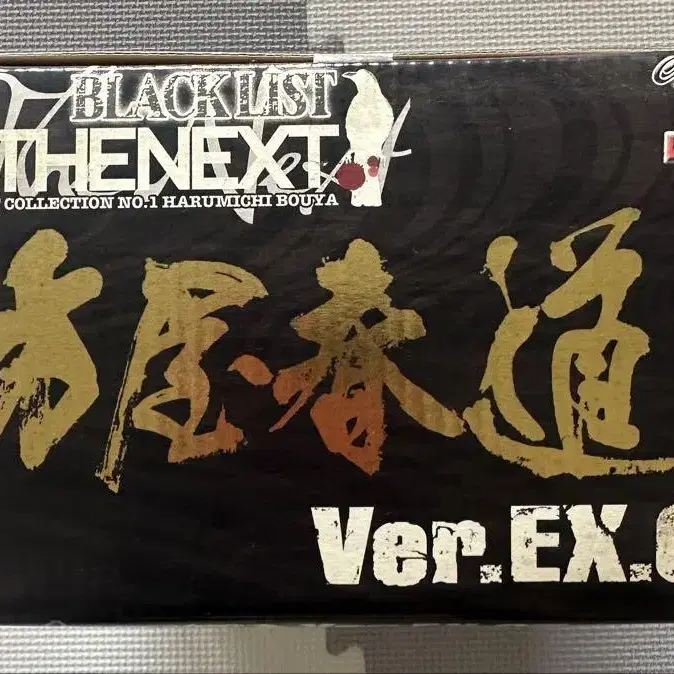 BLACK LIST
THE NEXT
COLLECTION NO.1 HARUMICHI BOUYA
坊屋春道
Ver.EX.